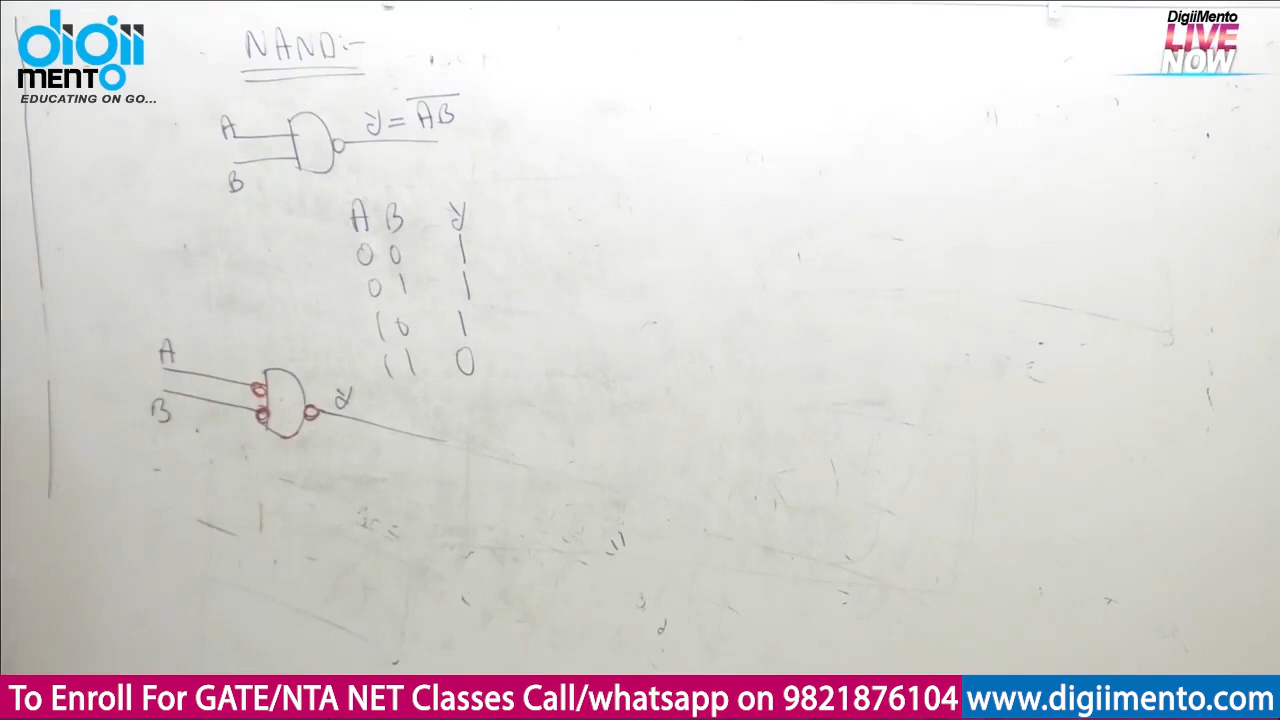 digii
MENTO
EDUCATING ON GO...
DigiiMento
LIVE
NOW
NAND:-
A
B
y = A̅B̅
A B y
0 0 1
0 1 1
1 0 1
1 1 0
A
B
y
To Enroll For GATE/NTA NET Classes Call/whatsapp on 9821876104
www.digiimento.com